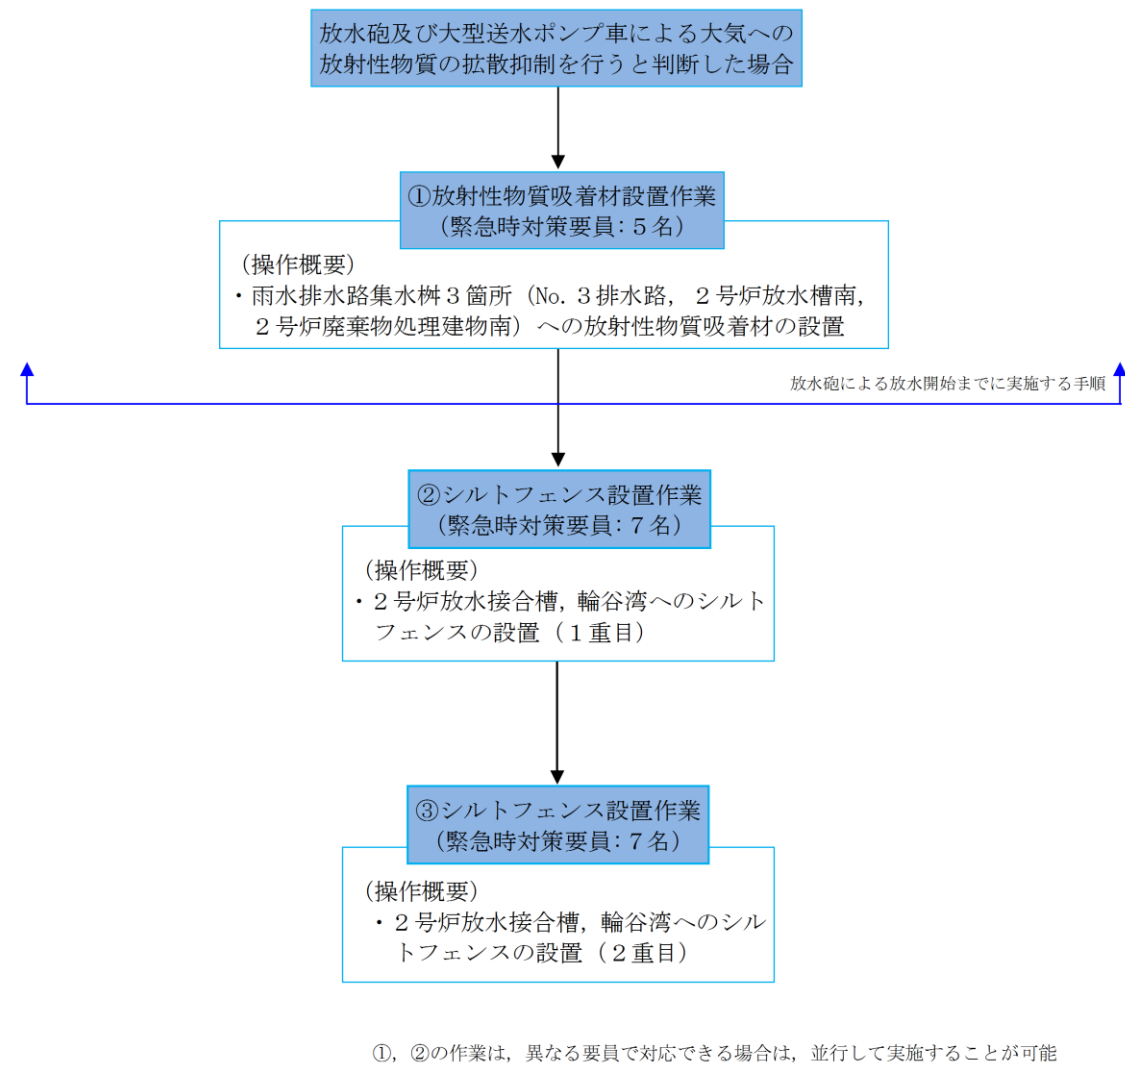 放水砲及び大型送水ポンプ車による大気への
放射性物質の拡散抑制を行うと判断した場合
①放射性物質吸着材設置作業
（緊急時対策要員：５名）
（操作概要）
・雨水排水路集水桝３箇所（No.３排水路，２号炉放水槽南，
２号炉廃棄物処理建物南）への放射性物質吸着材の設置
放水砲による放水開始までに実施する手順
②シルトフェンス設置作業
（緊急時対策要員：７名）
（操作概要）
・２号炉放水接合槽，輪谷湾へのシルト
フェンスの設置（１重目）
③シルトフェンス設置作業
（緊急時対策要員：７名）
（操作概要）
・２号炉放水接合槽，輪谷湾へのシル
トフェンスの設置（２重目）
①，②の作業は，異なる要員で対応できる場合は，並行して実施することが可能